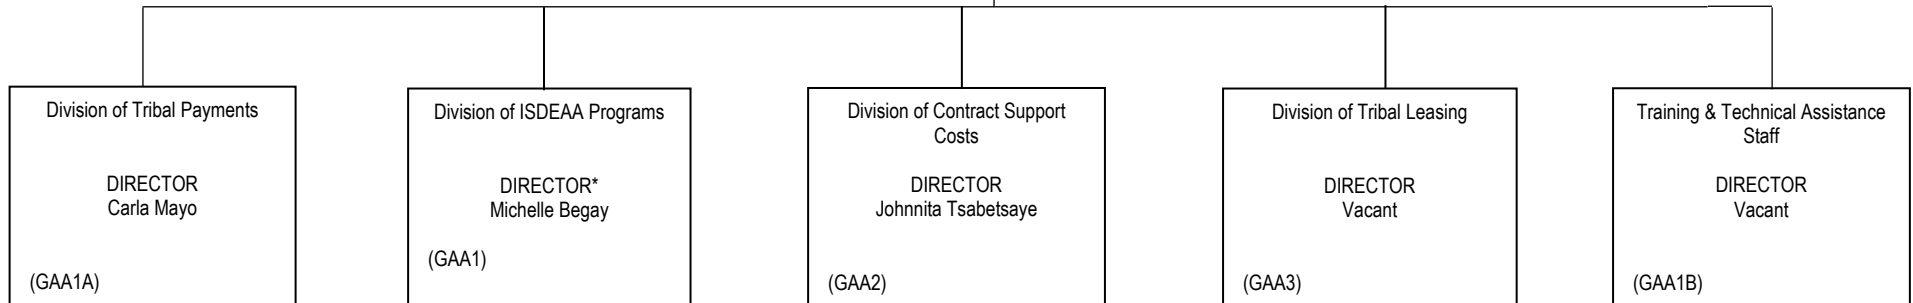 Division of Tribal Payments
DIRECTOR
Carla Mayo
(GAA1A)
Division of ISDEAA Programs
DIRECTOR*
Michelle Begay
(GAA1)
Division of Contract Support
Costs
DIRECTOR
Johnnita Tsabetsaye
(GAA2)
Division of Tribal Leasing
DIRECTOR
Vacant
(GAA3)
Training & Technical Assistance
Staff
DIRECTOR
Vacant
(GAA1B)